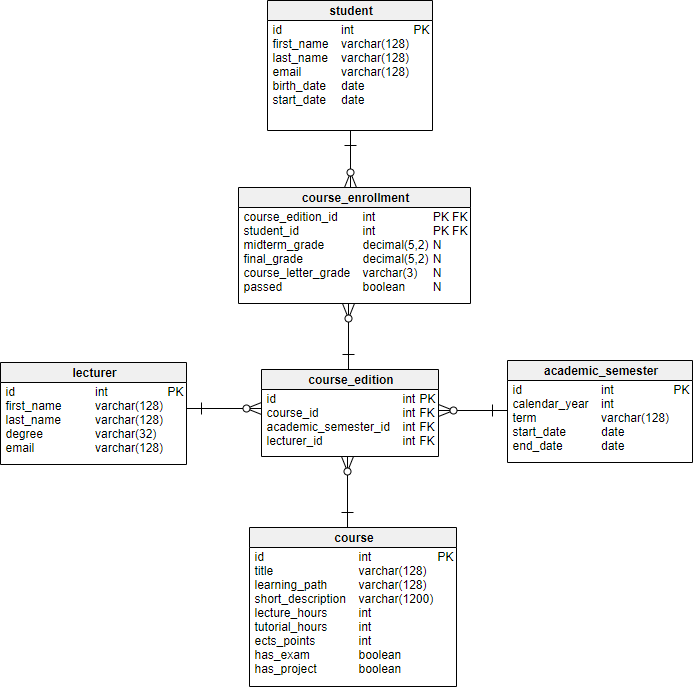 student
id int PK
first_name varchar(128)
last_name varchar(128)
email varchar(128)
birth_date date
start_date date
course_enrollment
course_edition_id int PK FK
student_id int PK FK
midterm_grade decimal(5,2) N
final_grade decimal(5,2) N
course_letter_grade varchar(3) N
passed boolean N
lecturer
id int PK
first_name varchar(128)
last_name varchar(128)
degree varchar(32)
email varchar(128)
course_edition
id int PK
course_id int FK
academic_semester_id int FK
lecturer_id int FK
academic_semester
id int PK
calendar_year int
term varchar(128)
start_date date
end_date date
course
id int PK
title varchar(128)
learning_path varchar(128)
short_description varchar(1200)
lecture_hours int
tutorial_hours int
ects_points int
has_exam boolean
has_project boolean